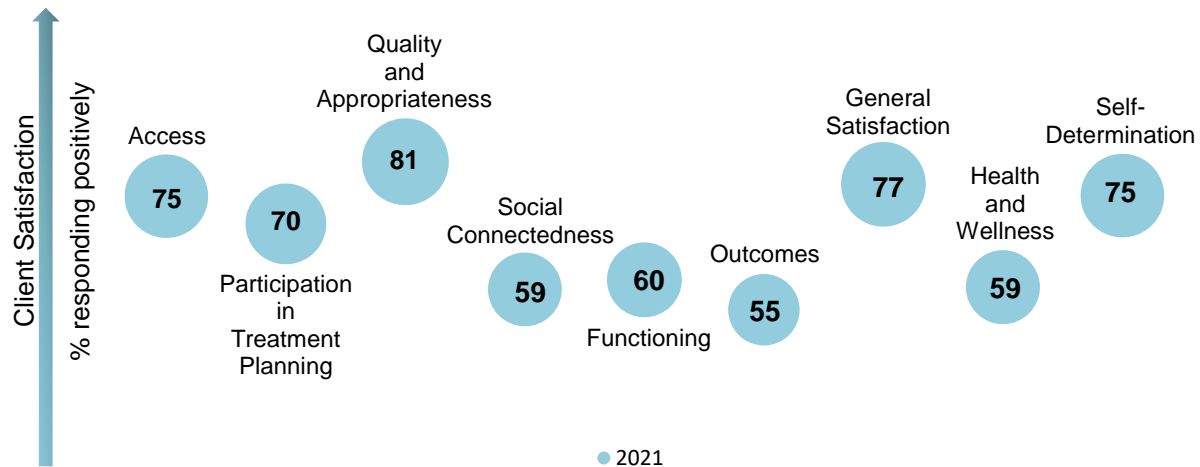 Client Satisfaction
% responding positively
Access
75
70
Participation
in
Treatment
Planning
Quality
and
Appropriateness
81
Social
Connectedness
59
60
Functioning
Outcomes
55
General
Satisfaction
77
Health
and
Wellness
59
Self-
Determination
75
2021